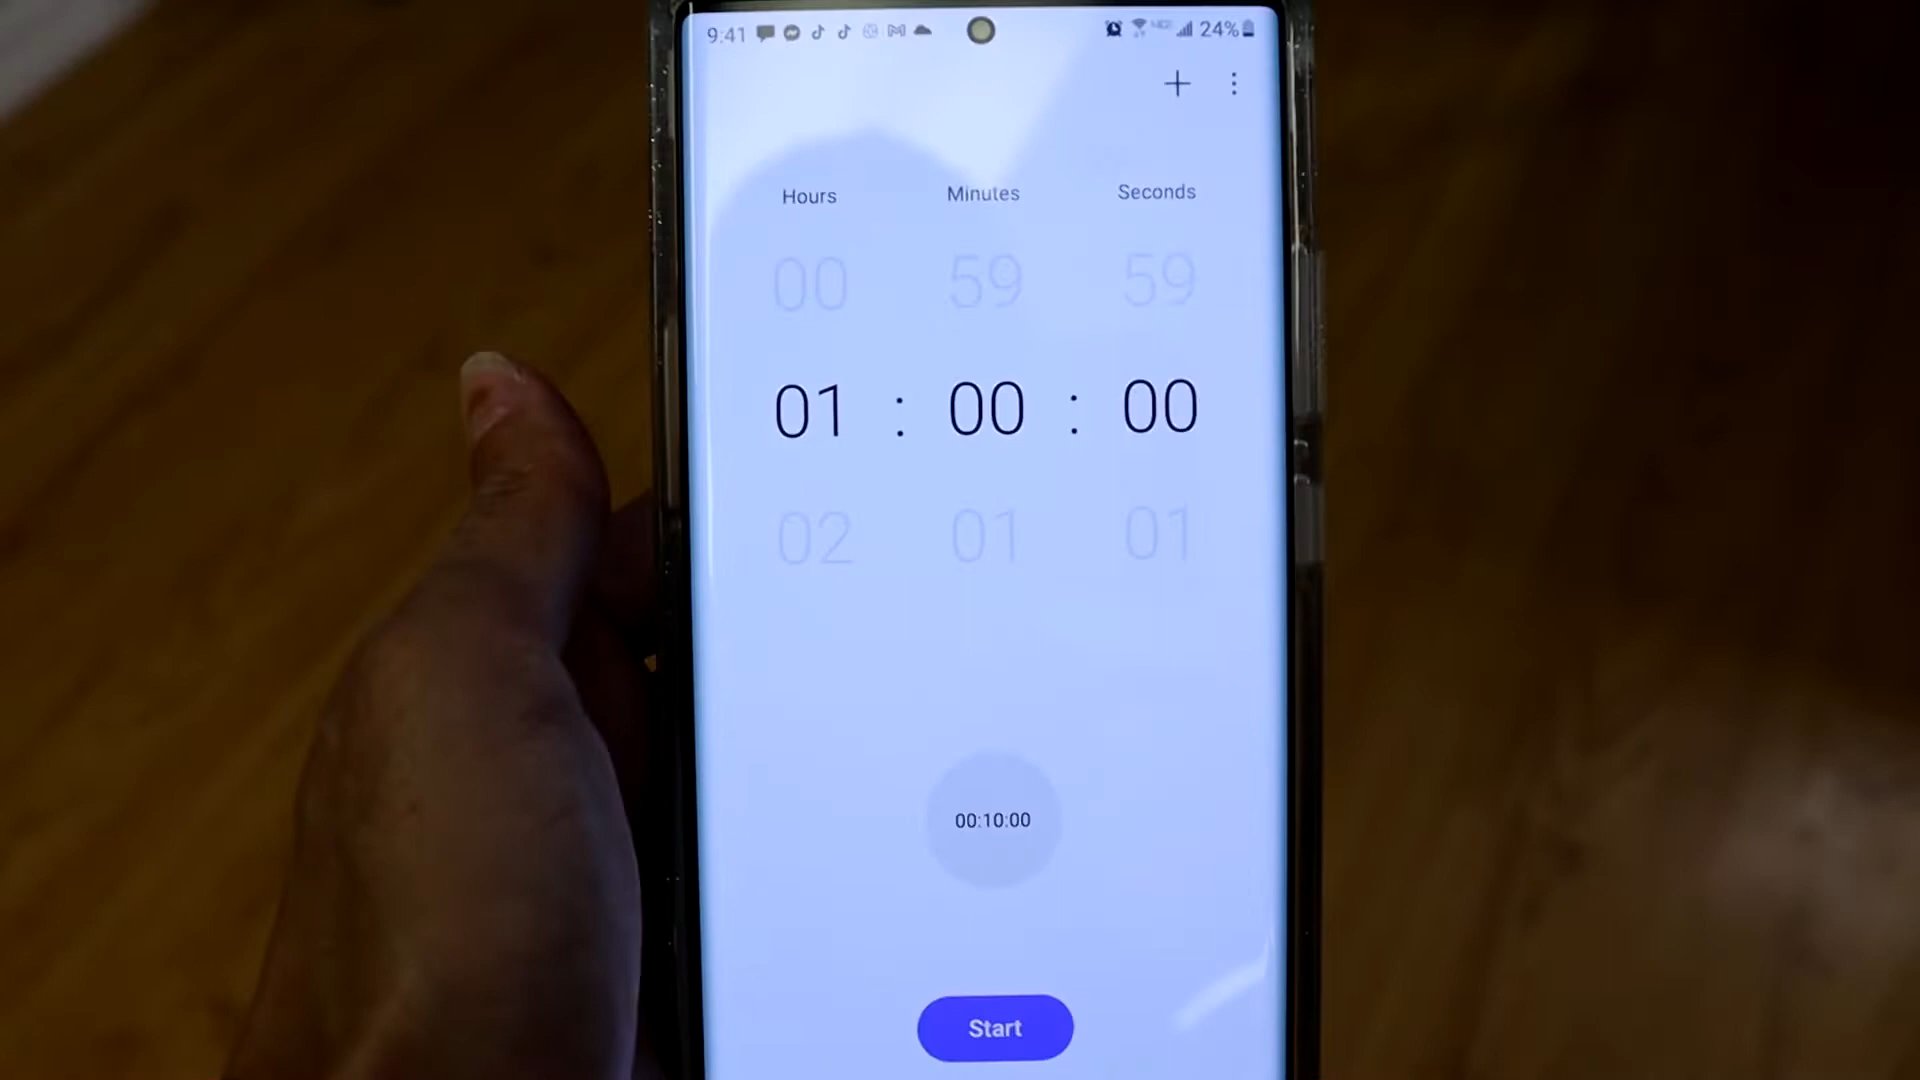 9:41 24%
Hours Minutes Seconds
00 59 59
01 : 00 : 00
02 01 01
00:10:00
Start